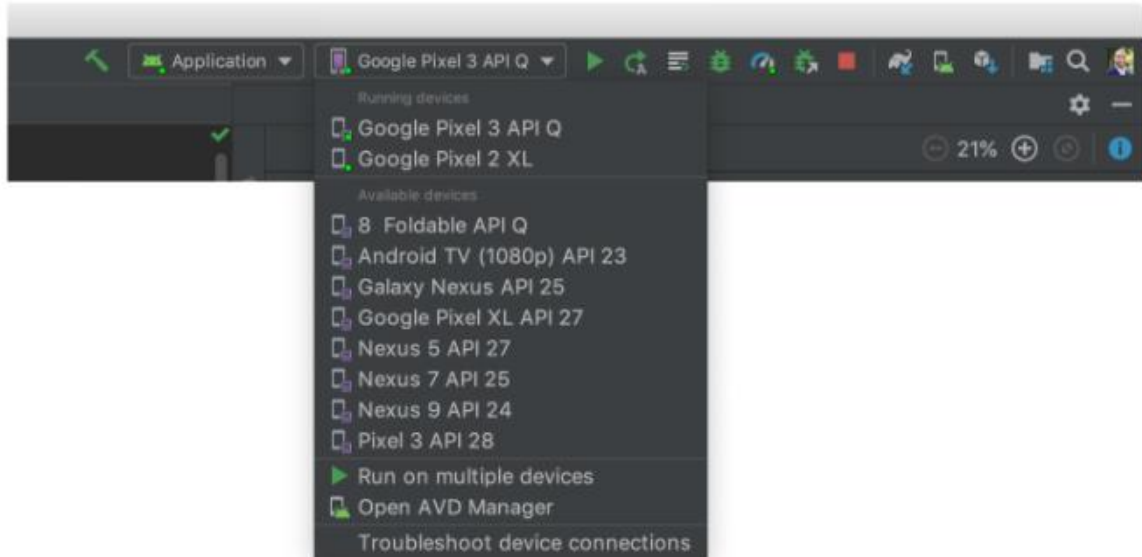 Application
Google Pixel 3 API Q
Running devices
Google Pixel 3 API Q
Google Pixel 2 XL
21%
Available devices
8 Foldable API Q
Android TV (1080p) API 23
Galaxy Nexus API 25
Google Pixel XL API 27
Nexus 5 API 27
Nexus 7 API 25
Nexus 9 API 24
Pixel 3 API 28
Run on multiple devices
Open AVD Manager
Troubleshoot device connections